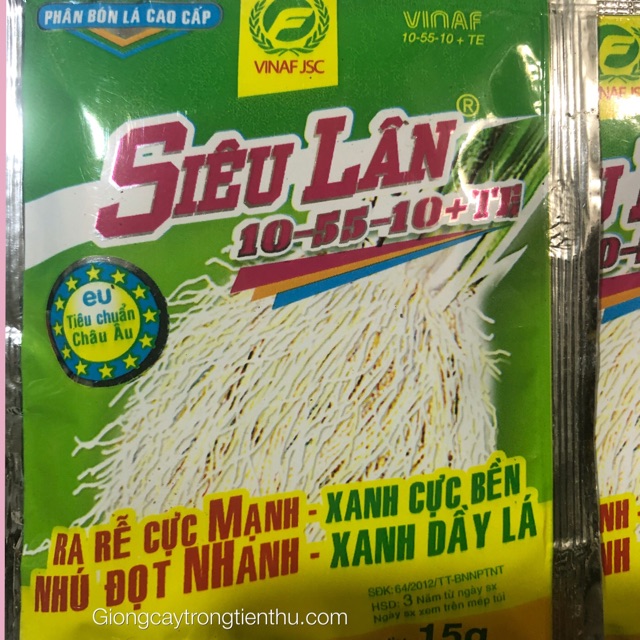 PHÂN BÓN LÁ CAO CẤP
VINAF JSC
VINAF
10-55-10 + TE
SIÊU LÂN ®
10-55-10+TE
eu
Tiêu chuẩn
Châu Âu
RA RỄ CỰC MẠNH - XANH CỰC BỀN
NHÚ ĐỌT NHANH - XANH DẦY LÁ
SĐK: 64/2012/TT-BNNPTNT
HSD: 3 Năm từ ngày sx
Ngày sx xem trên mép túi
15g
Giongcaytrongtienthu.com